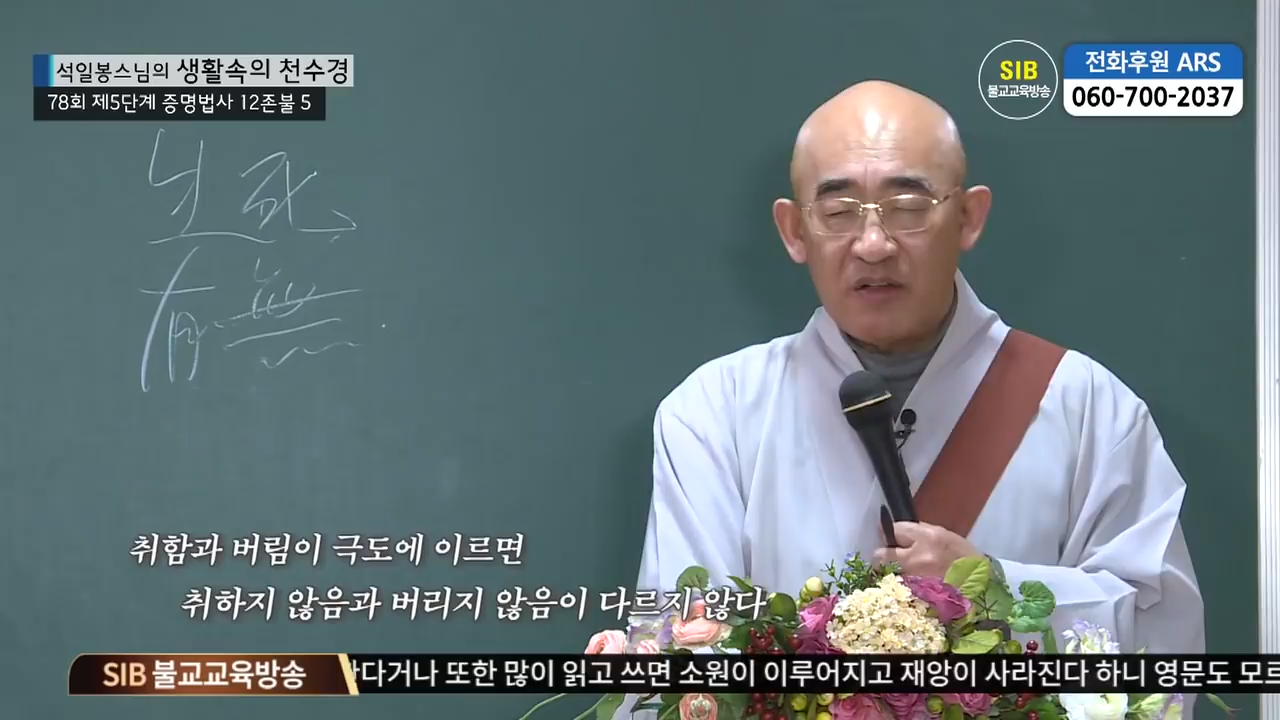 석일봉스님의 생활속의 천수경
78회 제5단계 증명법사 12존불 5
SIB
불교교육방송
전화후원 ARS
060-700-2037
生死
有無
취함과 버림이 극도에 이르면
취하지 않음과 버리지 않음이 다르지 않다
SIB 불교교육방송
한다거나 또한 많이 읽고 쓰면 소원이 이루어지고 재앙이 사라진다 하니 영문도 모르